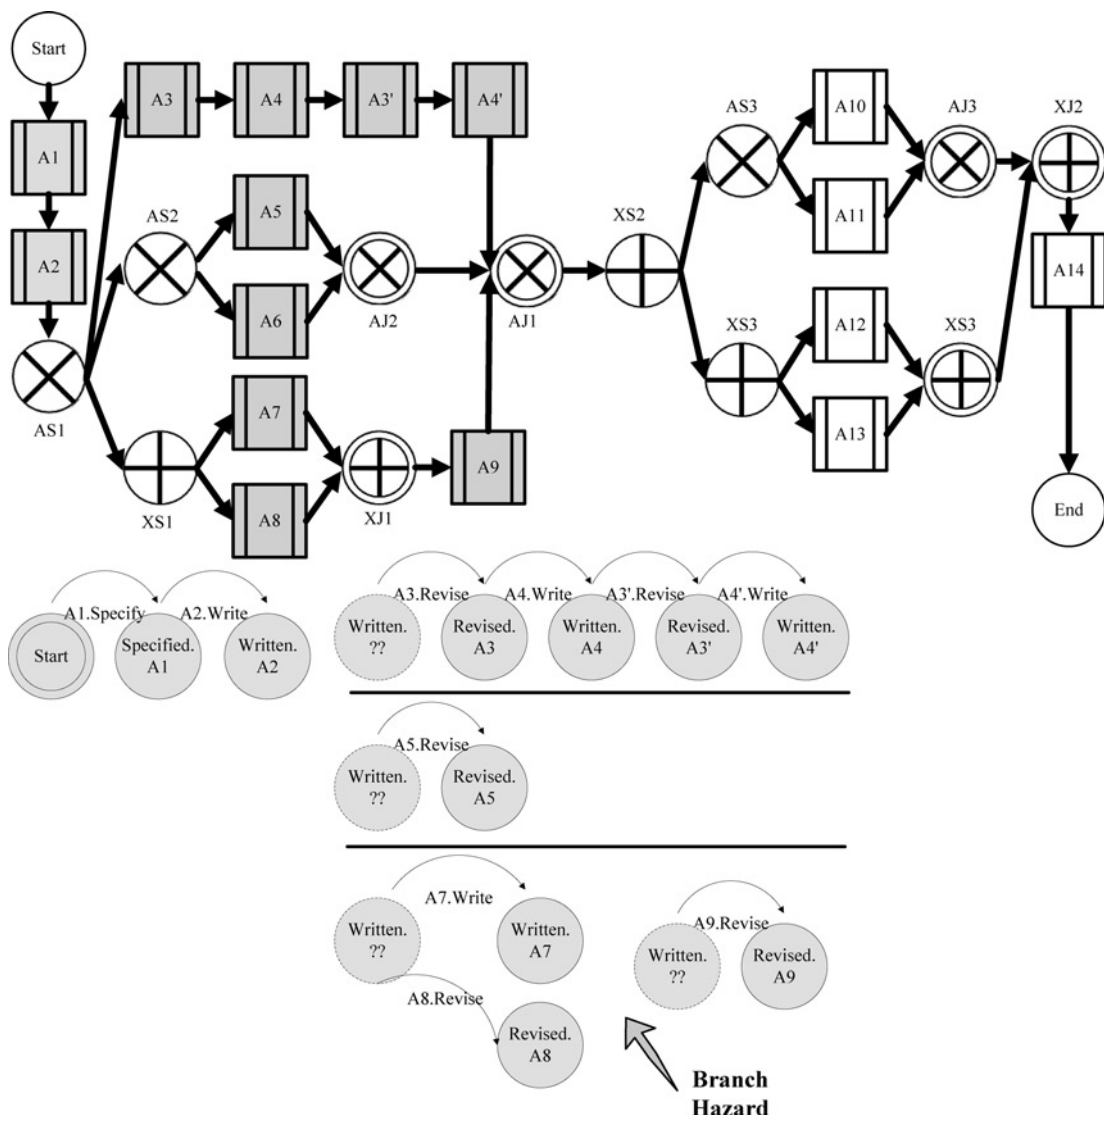 Start
A1
A2
AS1
A3
A4
A3'
A4'
AS2
A5
A6
AJ2
AJ1
XS1
A7
A8
XJ1
A9
XS2
AS3
A10
A11
AJ3
XJ2
XS3
A12
A13
XS3
A14
End
A1.Specify
A2.Write
Start
Specified.
A1
Written.
A2
A3.Revise
A4.Write
A3'.Revise
A4'.Write
Written.
??
Revised.
A3
Written.
A4
Revised.
A3'
Written.
A4'
A5.Revise
Written.
??
Revised.
A5
A7.Write
Written.
??
Written.
A7
A8.Revise
Revised.
A8
A9.Revise
Written.
??
Revised.
A9
Branch
Hazard